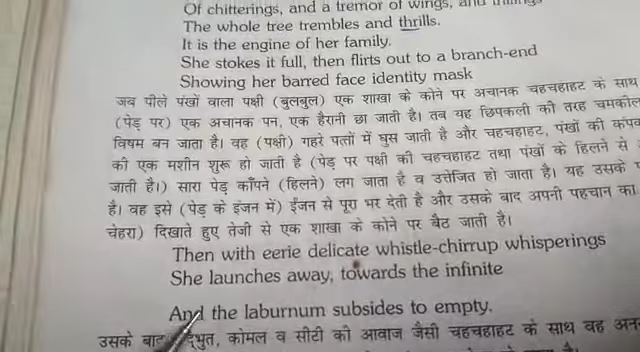 Of chitterings, and a tremor of wings, and trillings
The whole tree trembles and thrills.
It is the engine of her family.
She stokes it full, then flirts out to a branch-end
Showing her barred face identity mask
जब पीले पंखों वाला पक्षी (बुलबुल) एक शाखा के कोने पर अचानक चहचहाहट के साथ
(पेड़ पर) एक अचानक पन, एक हैरानी छा जाती है। तब यह छिपकली की तरह
विषम बन जाता है। वह (पक्षी) गहरे पत्तों में घुस जाती है और चहचहाहट, पंखों की
की एक मशीन शुरू हो जाती है (पेड़ पर पक्षी की चहचहाहट तथा पंखों के हिलने से
जाती है।) सारा पेड़ काँपने (हिलने) लग जाता है व उत्तेजित हो जाता है। यह उसके
है। वह इसे (पेड़ के इंजन में) ईंजन से पूरा भर देती है और उसके बाद अपनी पहचान का
चेहरा) दिखाते हुए तेजी से एक शाखा के कोने पर बैठ जाती है।
Then with eerie delicate whistle-chirrup whisperings
She launches away, towards the infinite
And the laburnum subsides to empty.
उसके बाद कोमल व सीटी की आवाज जैसी चहचहाहट के साथ वह